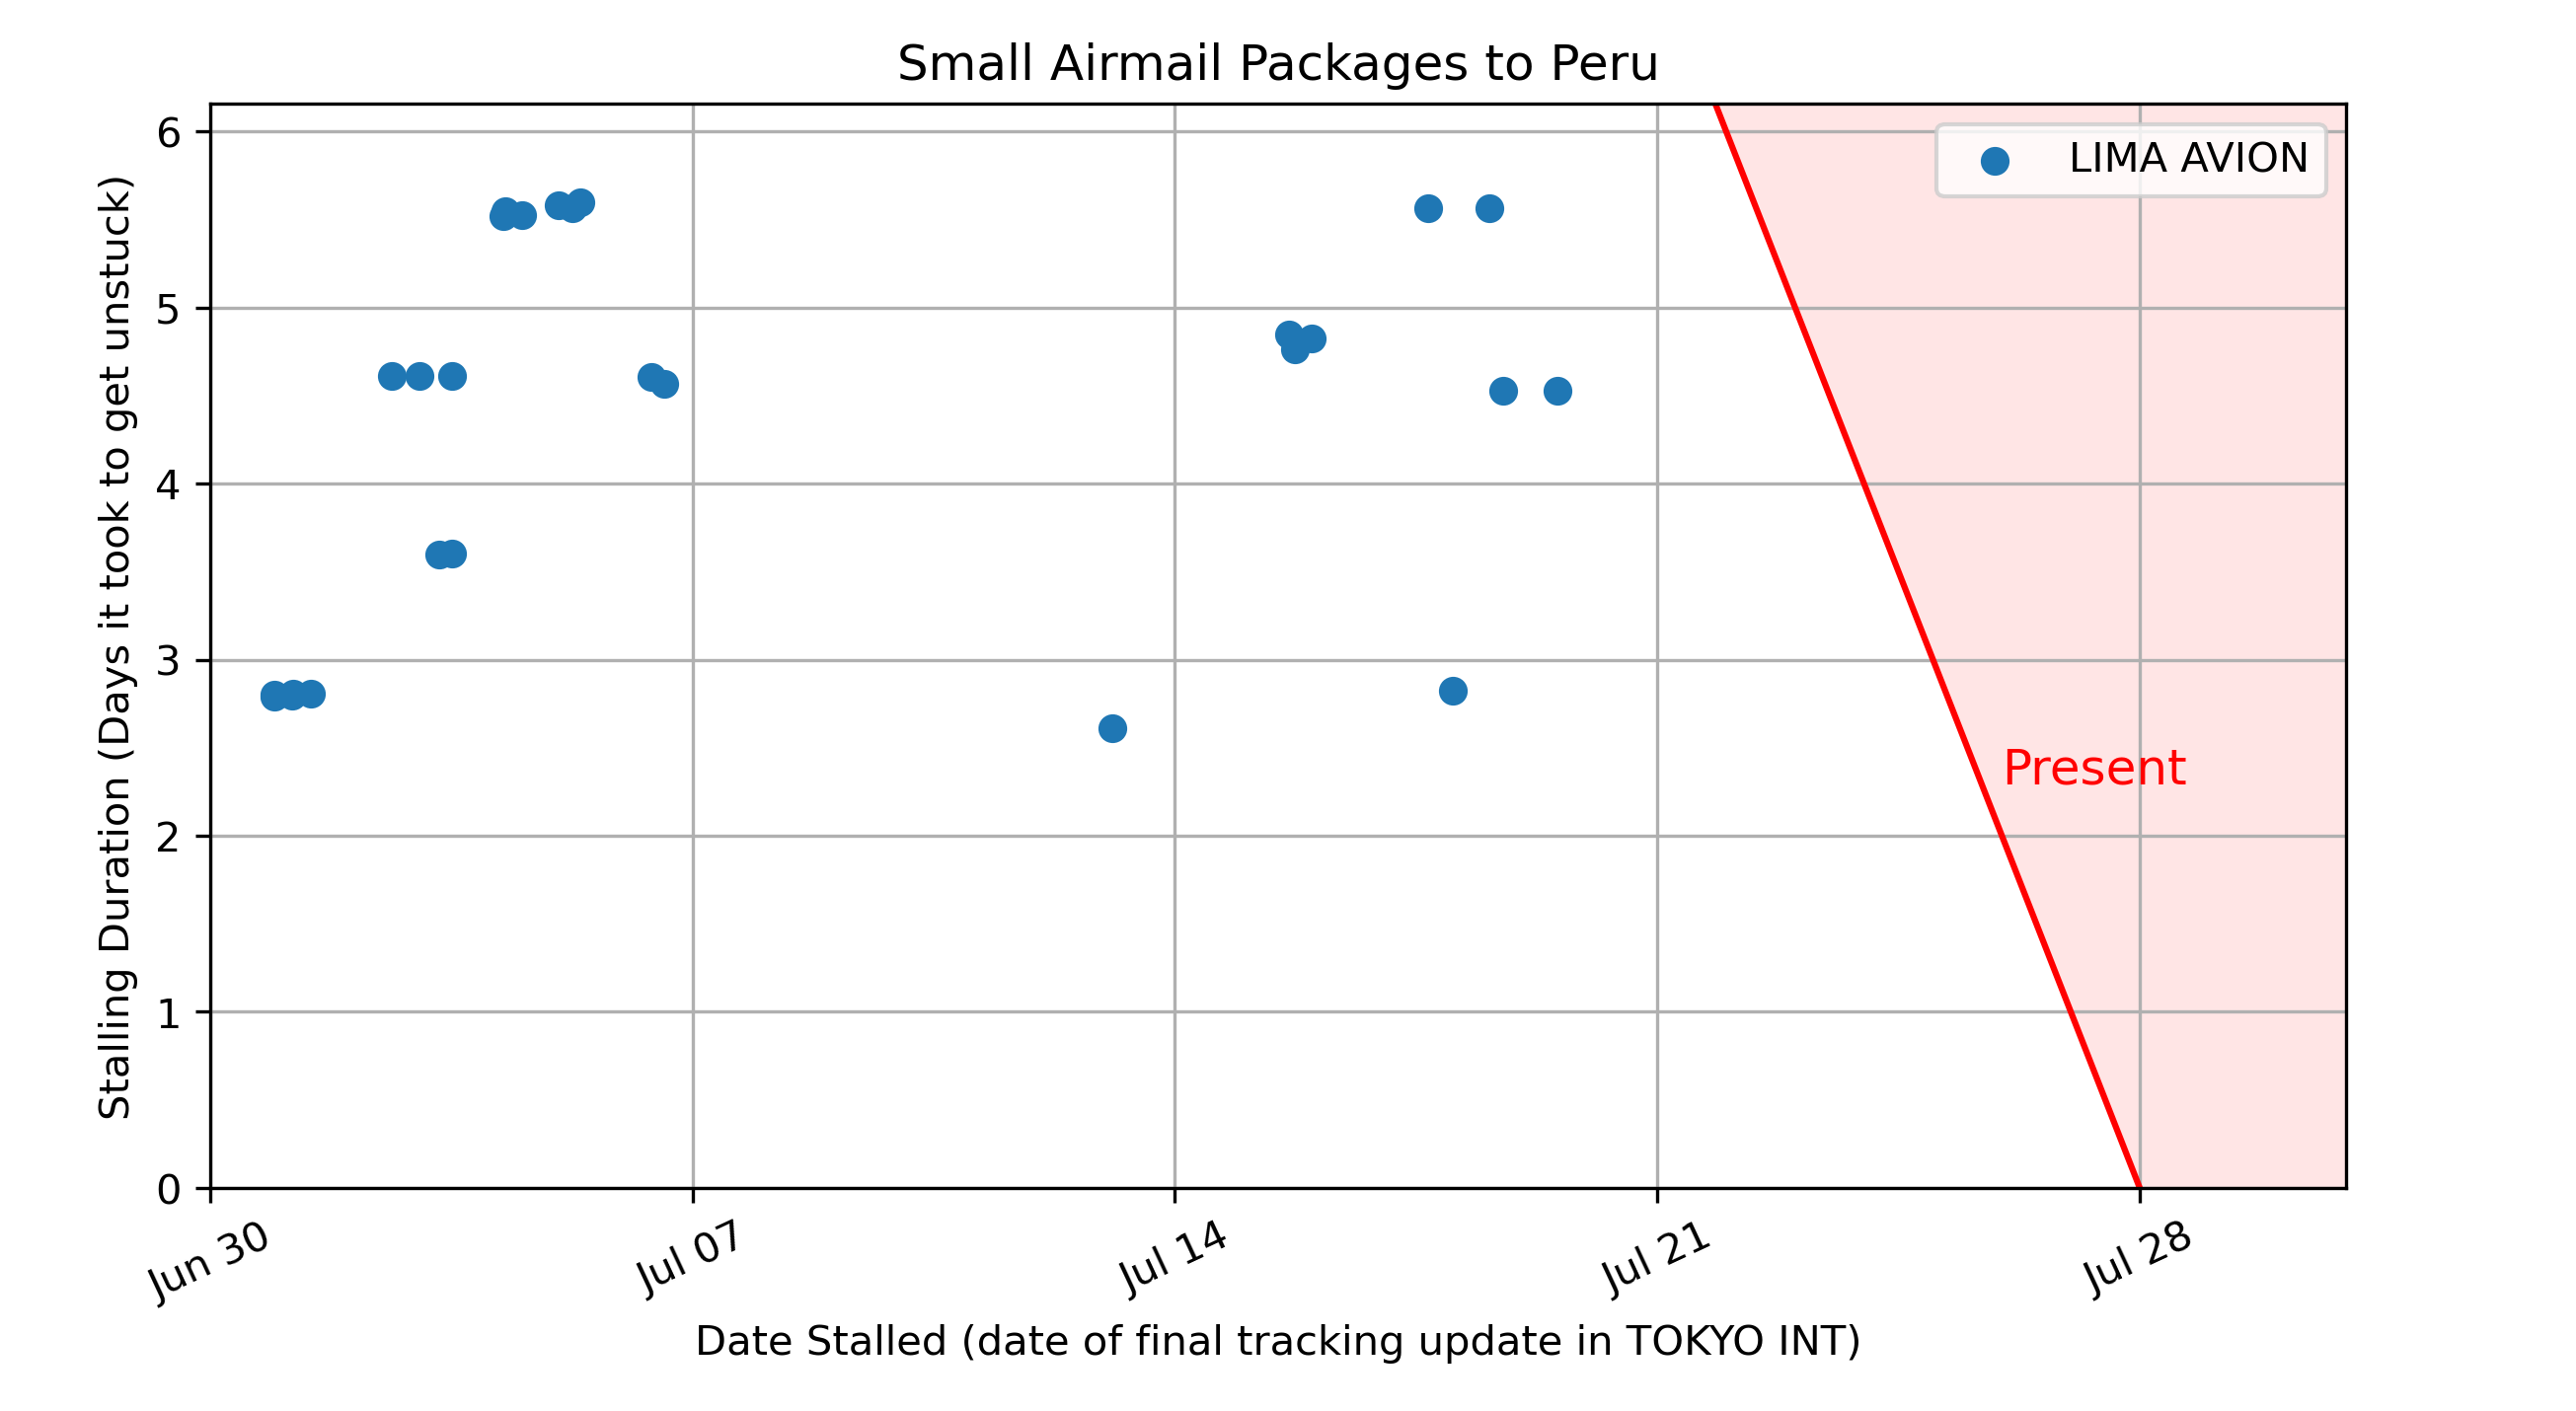 Small Airmail Packages to Peru
LIMA AVION
Present
Stalling Duration (Days it took to get unstuck)
6
5
4
3
2
1
0
Jun 30
Jul 07
Jul 14
Jul 21
Jul 28
Date Stalled (date of final tracking update in TOKYO INT)